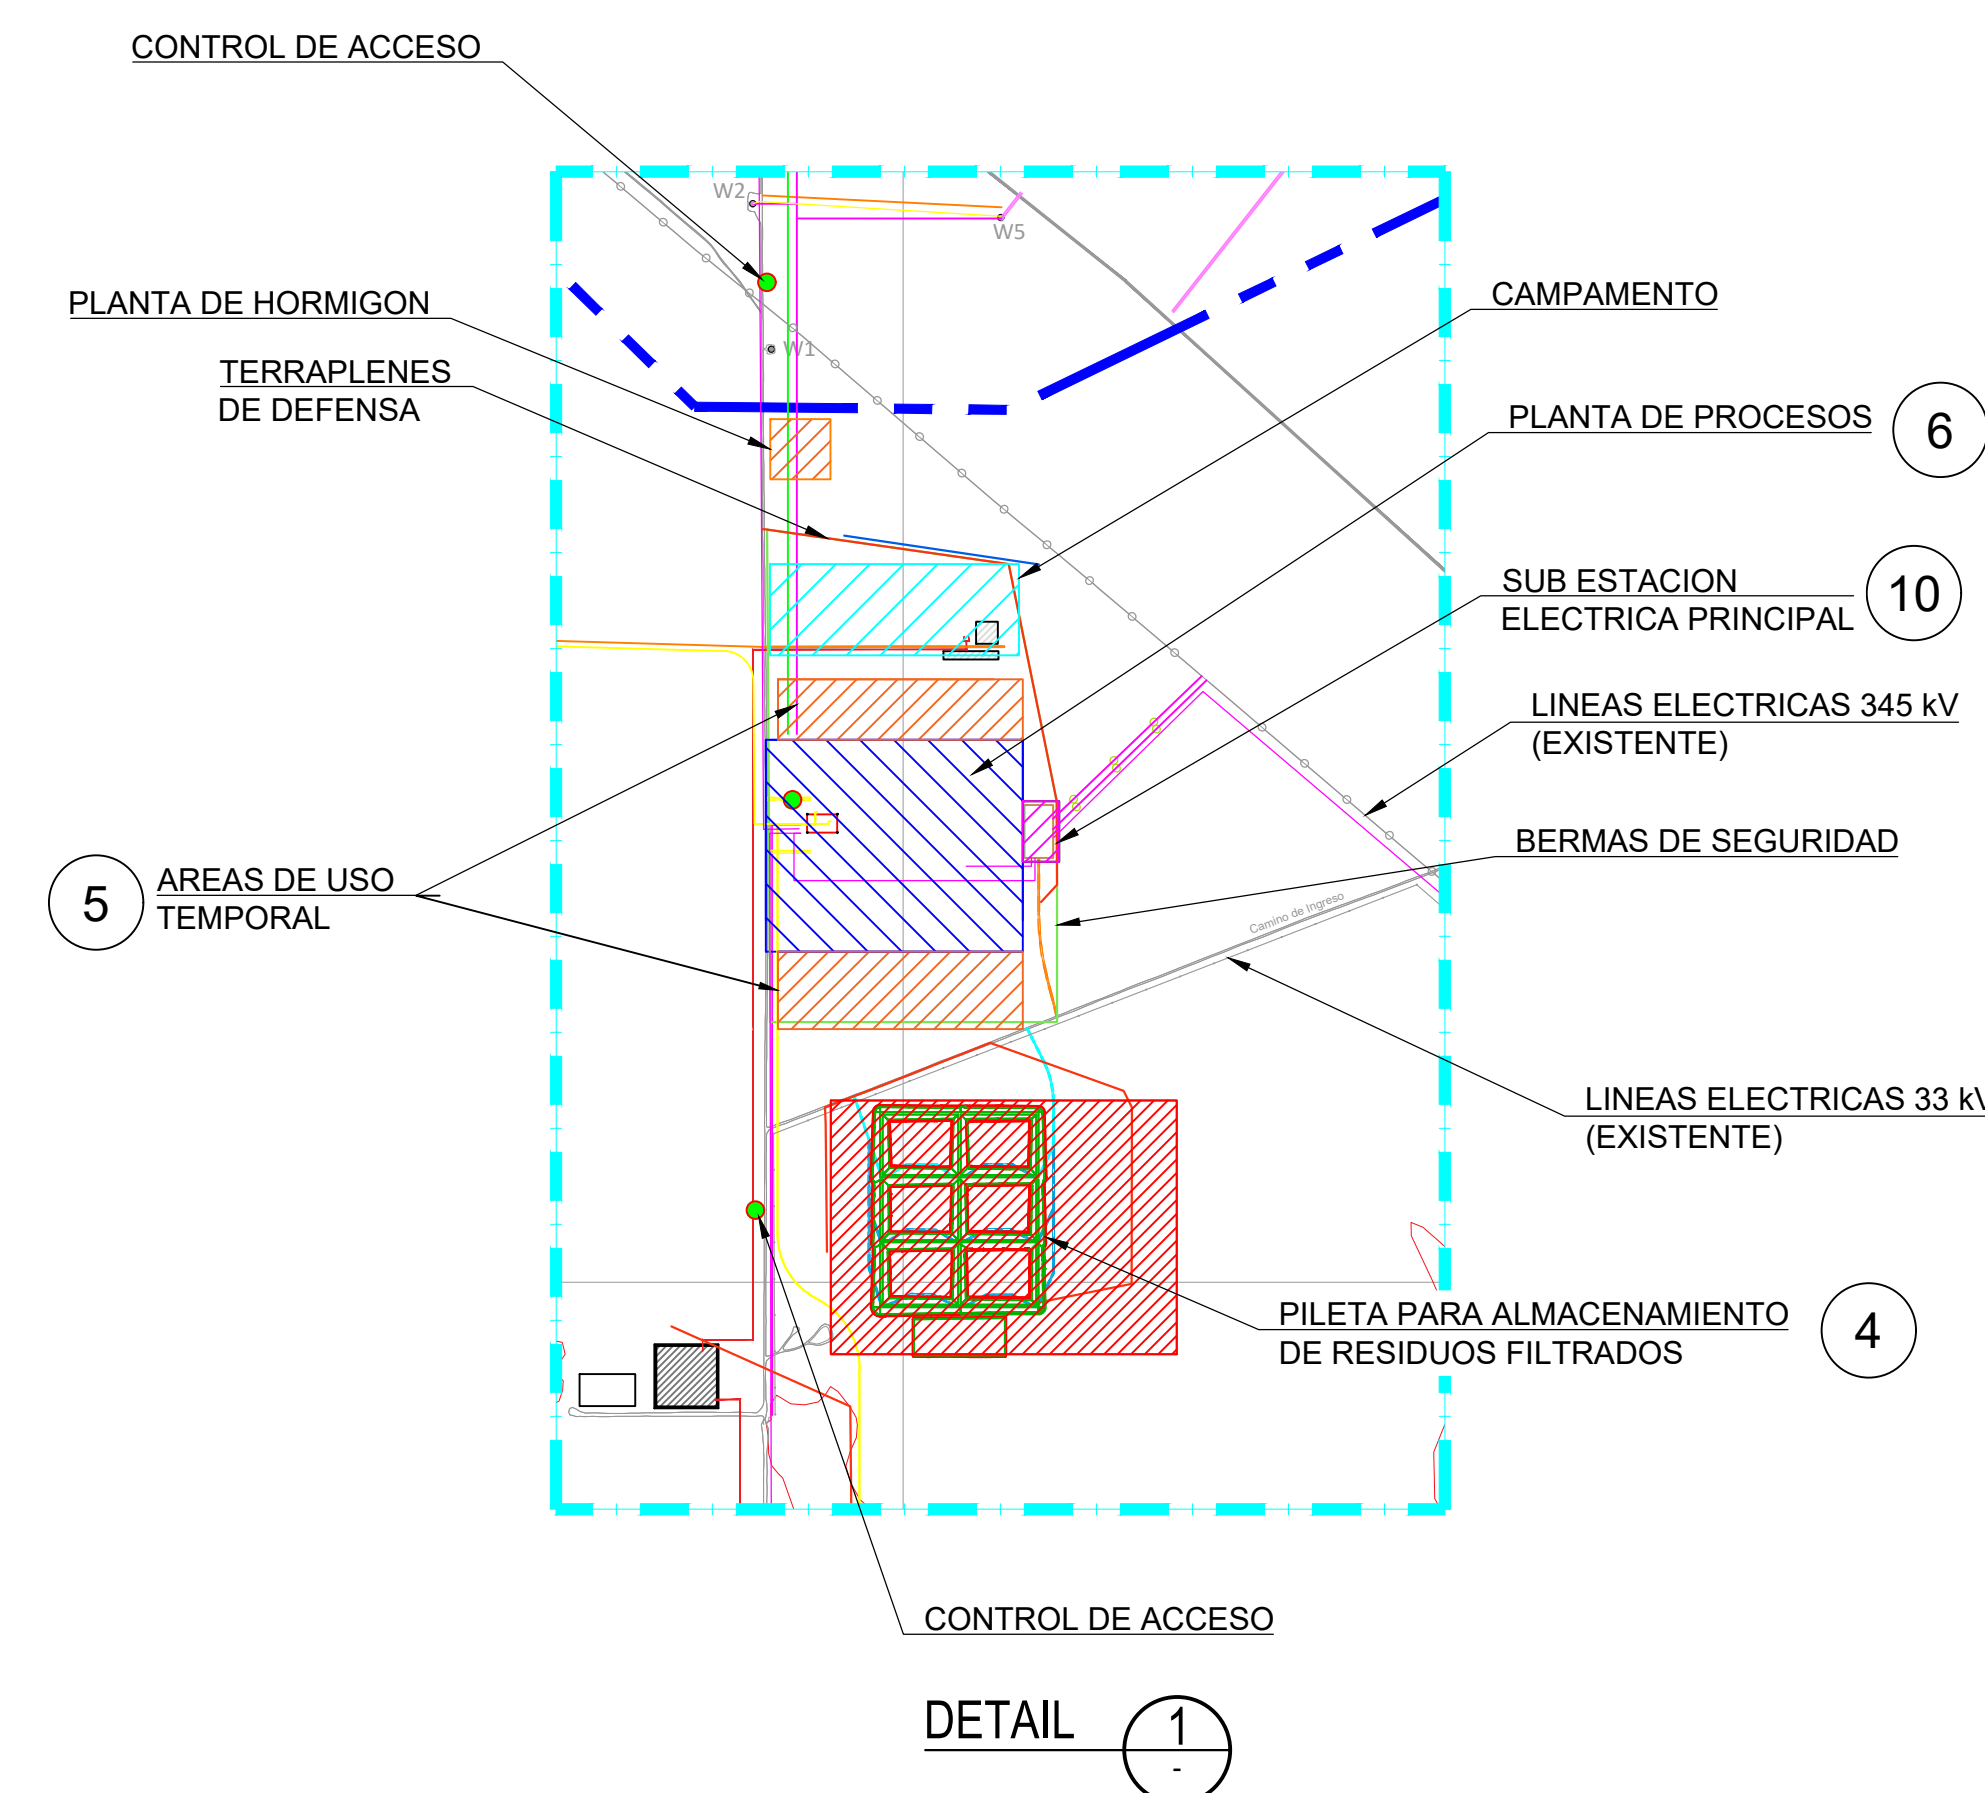 CONTROL DE ACCESO
W2
W5
PLANTA DE HORMIGON
CAMPAMENTO
W1
TERRAPLENES
DE DEFENSA
PLANTA DE PROCESOS
6
SUB ESTACION
ELECTRICA PRINCIPAL
10
LINEAS ELECTRICAS 345 kV
(EXISTENTE)
BERMAS DE SEGURIDAD
5
AREAS DE USO
TEMPORAL
Camino de Ingreso
LINEAS ELECTRICAS 33 kV
(EXISTENTE)
PILETA PARA ALMACENAMIENTO
DE RESIDUOS FILTRADOS
4
CONTROL DE ACCESO
DETAIL
1
-